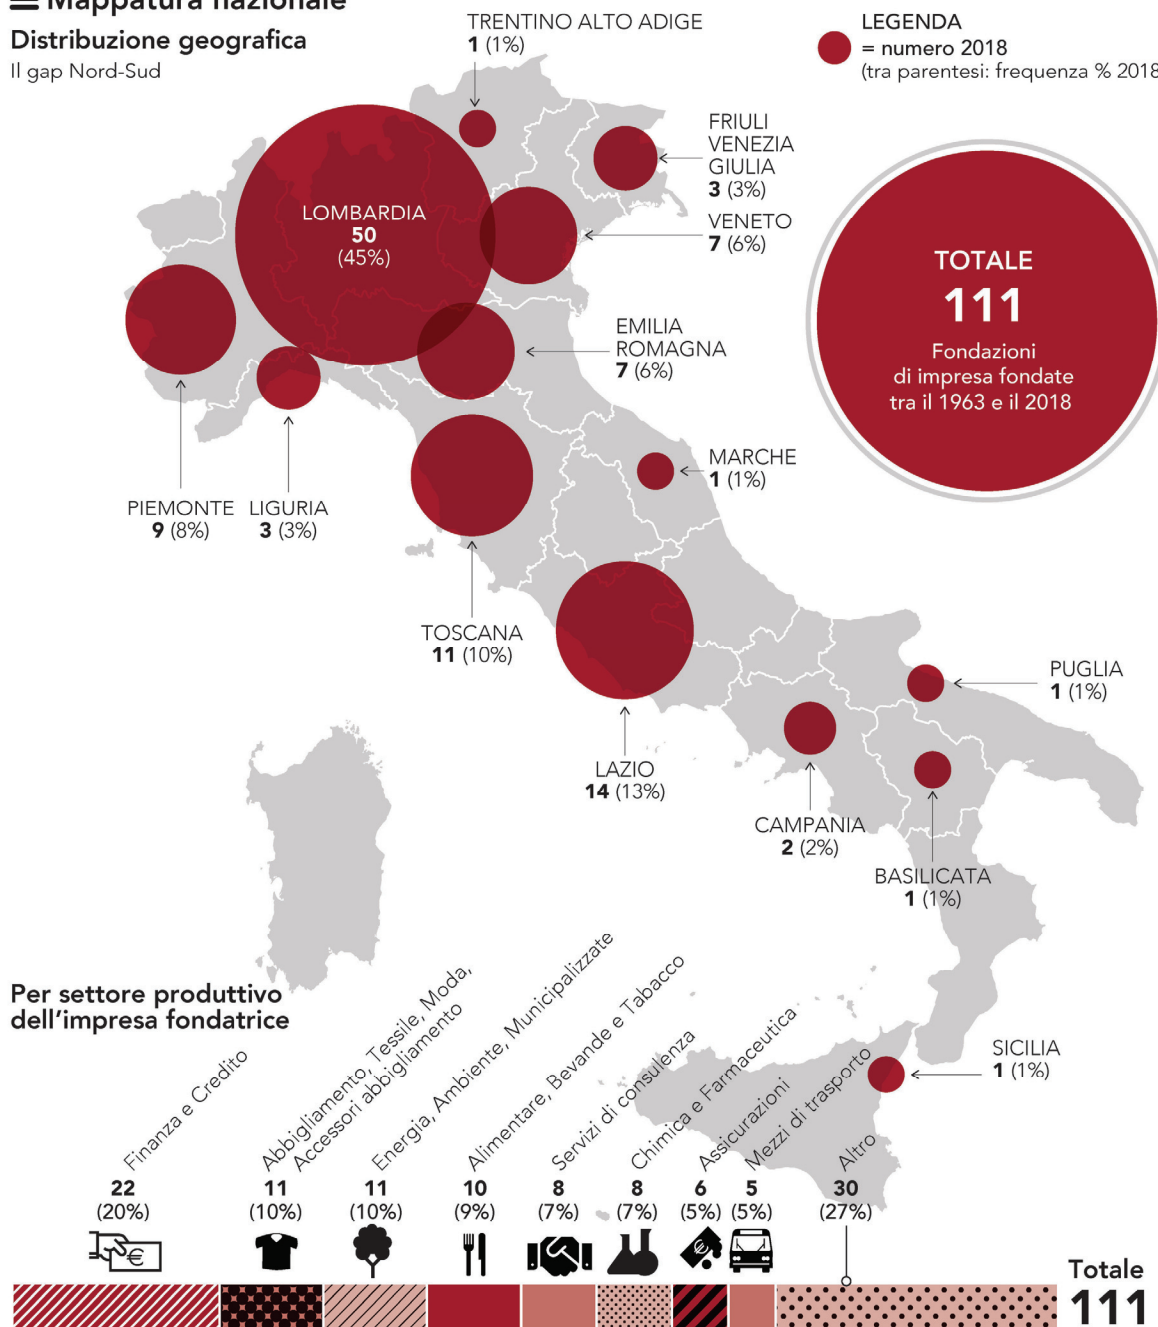 Mappatura nazionale
Distribuzione geografica
Il gap Nord-Sud
LEGENDA
= numero 2018
(tra parentesi: frequenza % 2018
TRENTINO ALTO ADIGE
1 (1%)
FRIULI
VENEZIA
GIULIA
3 (3%)
VENETO
7 (6%)
LOMBARDIA
50
(45%)
TOTALE
111
Fondazioni
di impresa fondate
tra il 1963 e il 2018
EMILIA
ROMAGNA
7 (6%)
MARCHE
1 (1%)
PIEMONTE
9 (8%)
LIGURIA
3 (3%)
TOSCANA
11 (10%)
LAZIO
14 (13%)
PUGLIA
1 (1%)
CAMPANIA
2 (2%)
BASILICATA
1 (1%)
SICILIA
1 (1%)
Per settore produttivo
dell'impresa fondatrice
Finanza e Credito
22
(20%)
Abbigliamento, Tessile, Moda,
Accessori abbigliamento
11
(10%)
Energia, Ambiente, Municipalizzate
11
(10%)
Alimentare, Bevande e Tabacco
10
(9%)
Servizi di consulenza
8
(7%)
Chimica e Farmaceutica
8
(7%)
Assicurazioni
6
(5%)
Mezzi di trasporto
5
(5%)
Altro
30
(27%)
€
€
Totale
111